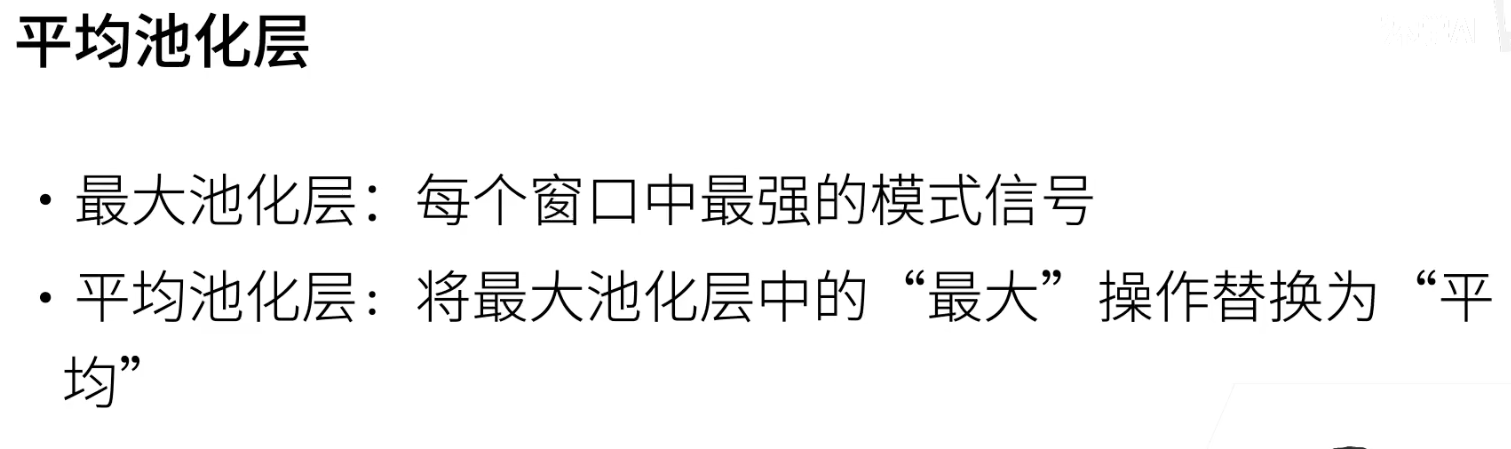 平均池化层
• 最大池化层：每个窗口中最强的模式信号
• 平均池化层：将最大池化层中的“最大”操作替换为“平
均”